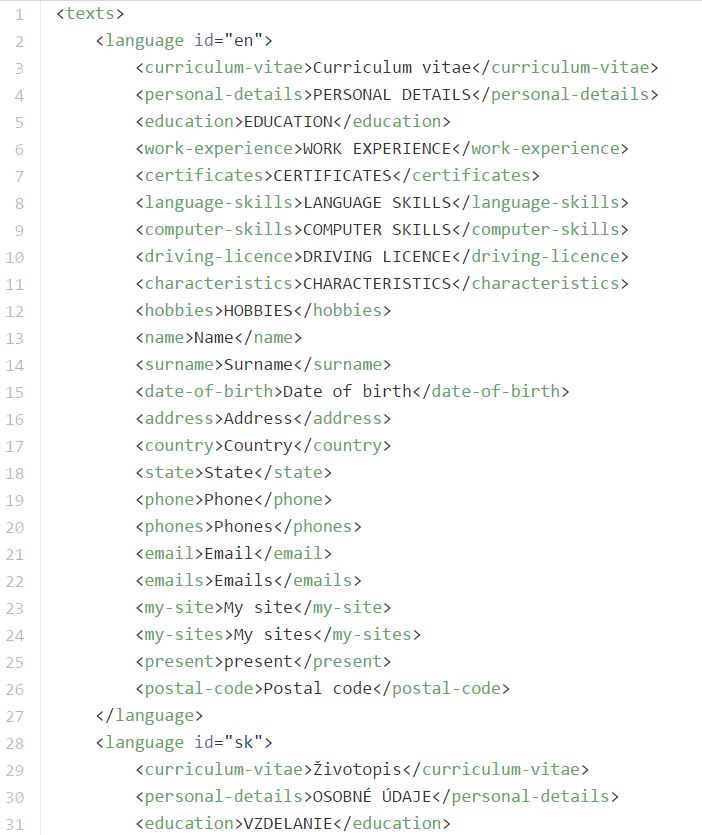 1 <texts>
2 <language id="en">
3 <curriculum-vitae>Curriculum vitae</curriculum-vitae>
4 <personal-details>PERSONAL DETAILS</personal-details>
5 <education>EDUCATION</education>
6 <work-experience>WORK EXPERIENCE</work-experience>
7 <certificates>CERTIFICATES</certificates>
8 <language-skills>LANGUAGE SKILLS</language-skills>
9 <computer-skills>COMPUTER SKILLS</computer-skills>
10 <driving-licence>DRIVING LICENCE</driving-licence>
11 <characteristics>CHARACTERISTICS</characteristics>
12 <hobbies>HOBBIES</hobbies>
13 <name>Name</name>
14 <surname>Surname</surname>
15 <date-of-birth>Date of birth</date-of-birth>
16 <address>Address</address>
17 <country>Country</country>
18 <state>State</state>
19 <phone>Phone</phone>
20 <phones>Phones</phones>
21 <email>Email</email>
22 <emails>Emails</emails>
23 <my-site>My site</my-site>
24 <my-sites>My sites</my-sites>
25 <present>present</present>
26 <postal-code>Postal code</postal-code>
27 </language>
28 <language id="sk">
29 <curriculum-vitae>Životopis</curriculum-vitae>
30 <personal-details>OSOBNÉ ÚDAJE</personal-details>
31 <education>VZDELANIE</education>